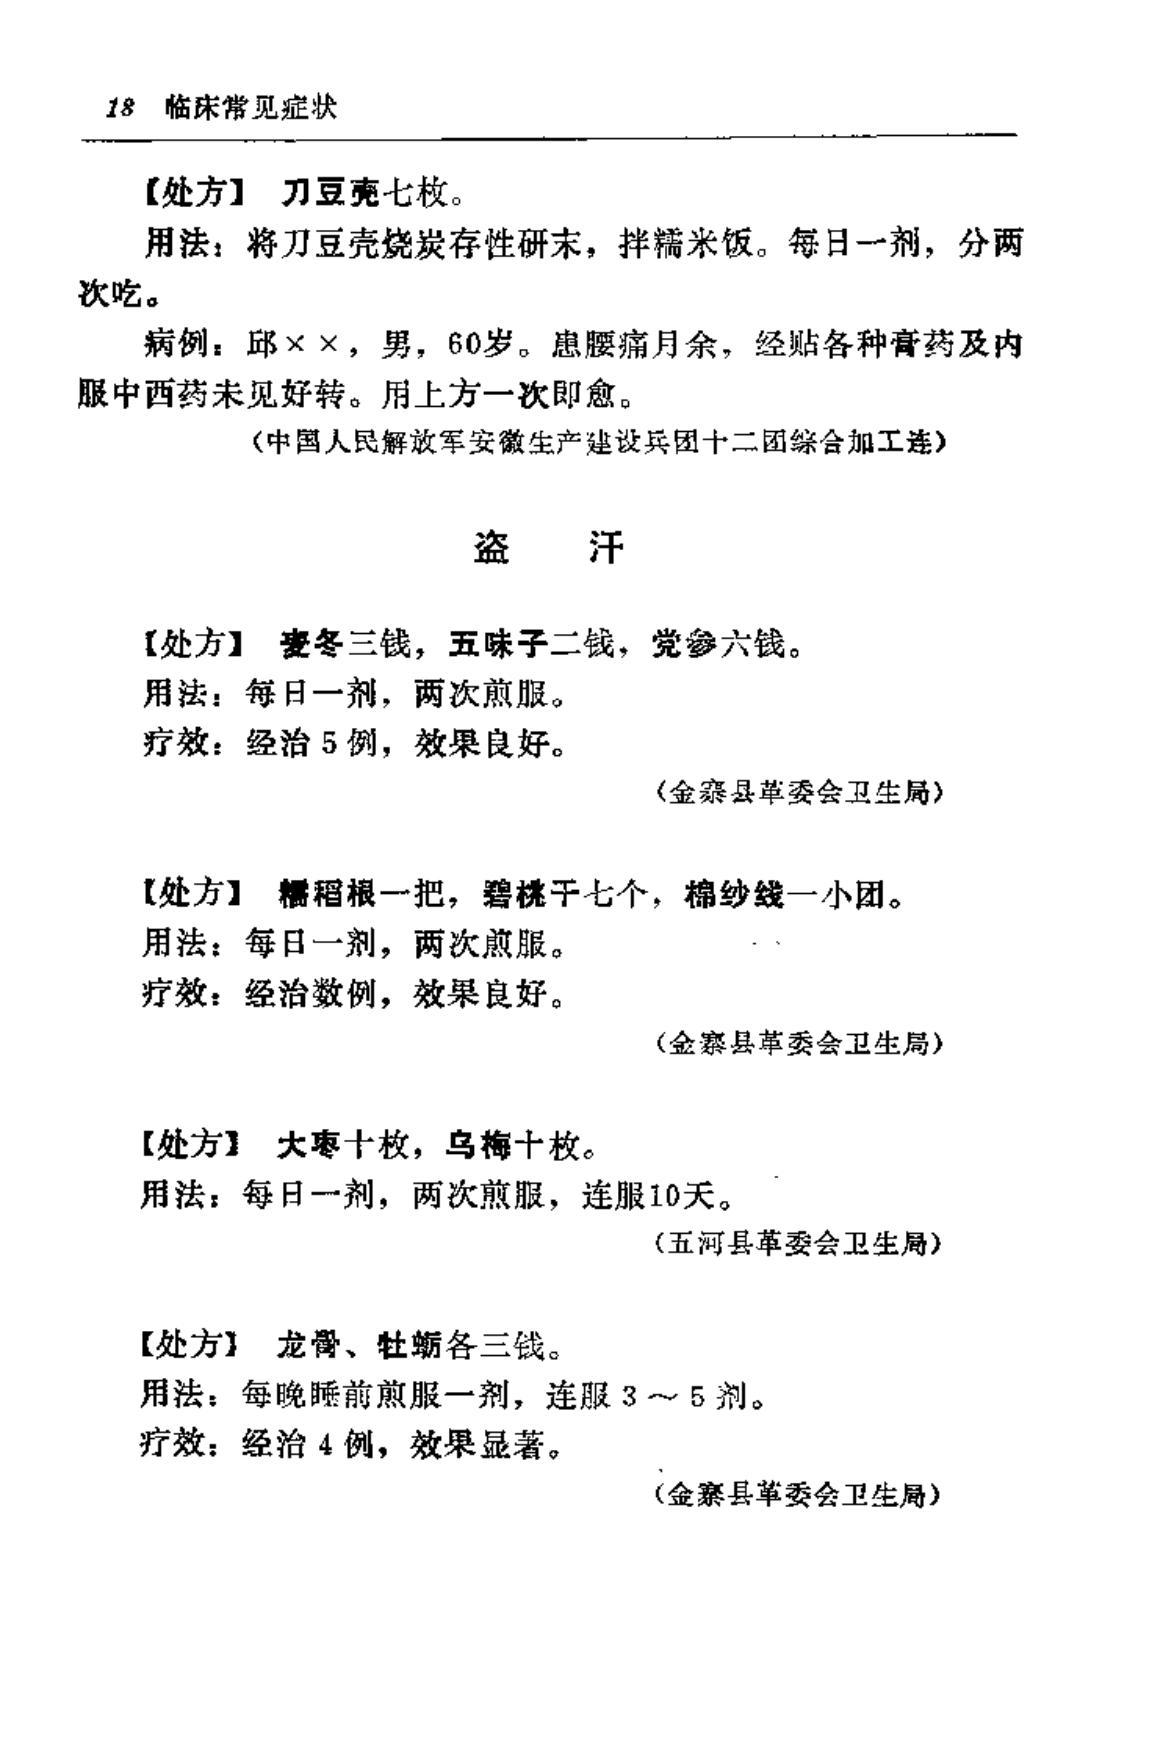 18 临床常见症状
【处方】 刀豆壳七枚。
用法：将刀豆壳烧炭存性研末，拌糯米饭。每日一剂，分两
次吃。
病例：邱××，男，60岁。患腰痛月余，经贴各种膏药及内
服中西药未见好转。用上方一次即愈。
（中国人民解放军安徽生产建设兵团十二团综合加工连）
盗 汗
【处方】 麦冬三钱，五味子二钱，党参六钱。
用法：每日一剂，两次煎服。
疗效：经治5例，效果良好。
（金寨县革委会卫生局）
【处方】 糯稻根一把，碧桃干七个，棉纱线一小团。
用法：每日一剂，两次煎服。
疗效：经治数例，效果良好。
（金寨县革委会卫生局）
【处方】 大枣十枚，乌梅十枚。
用法：每日一剂，两次煎服，连服10天。
（五河县革委会卫生局）
【处方】 龙骨、牡蛎各三钱。
用法：每晚睡前煎服一剂，连服3～5剂。
疗效：经治4例，效果显著。
（金寨县革委会卫生局）